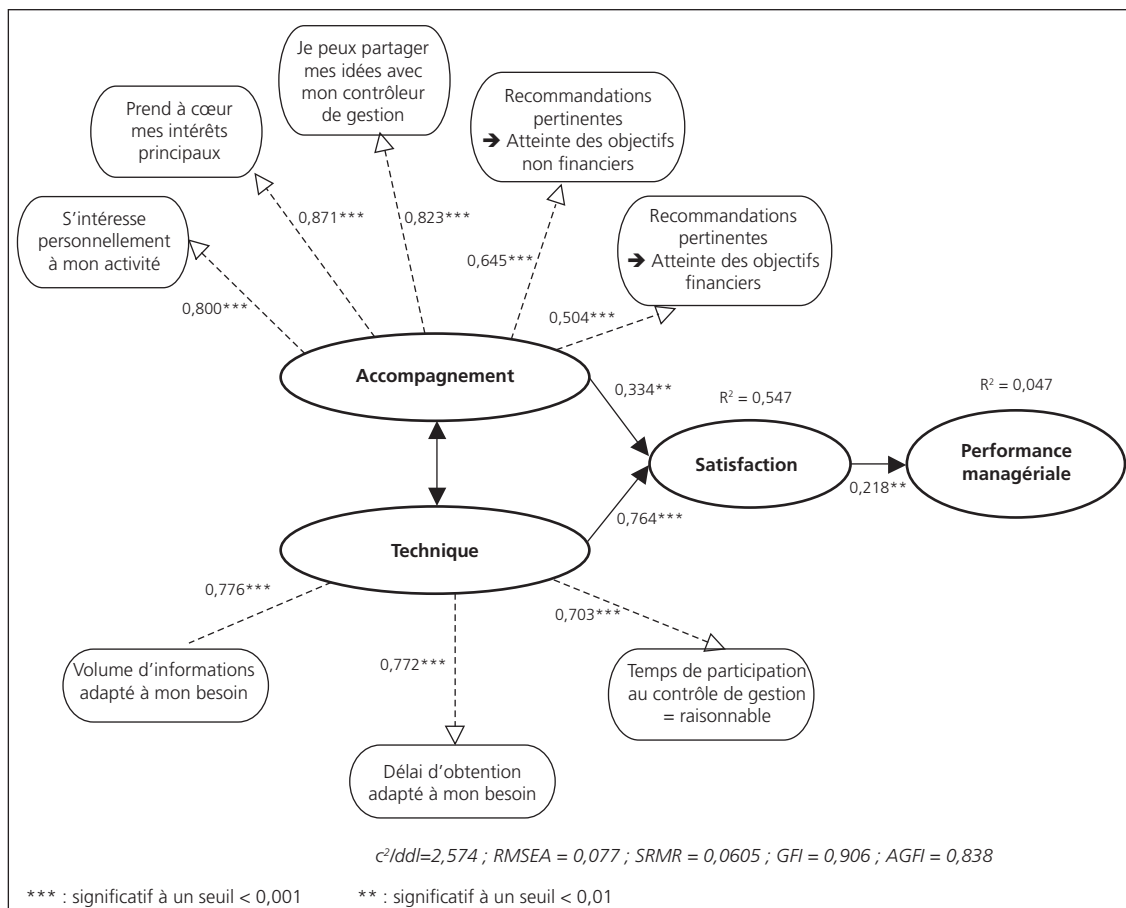 Je peux partager
mes idées avec
mon contrôleur
de gestion
Prend à cœur
mes intérêts
principaux
Recommandations
pertinentes
➔ Atteinte des objectifs
non financiers
S'intéresse
personnellement
à mon activité
Recommandations
pertinentes
➔ Atteinte des objectifs
financiers
0,871***
0,823***
0,645***
0,800***
0,504***
Accompagnement
0,334**
R² = 0,547
R² = 0,047
Satisfaction
Performance
managériale
0,218**
0,764***
Technique
0,776***
0,703***
0,772***
Volume d'informations
adapté à mon besoin
Temps de participation
au contrôle de gestion
= raisonnable
Délai d'obtention
adapté à mon besoin
c²/ddl=2,574 ; RMSEA = 0,077 ; SRMR = 0,0605 ; GFI = 0,906 ; AGFI = 0,838
*** : significatif à un seuil < 0,001 ** : significatif à un seuil < 0,01